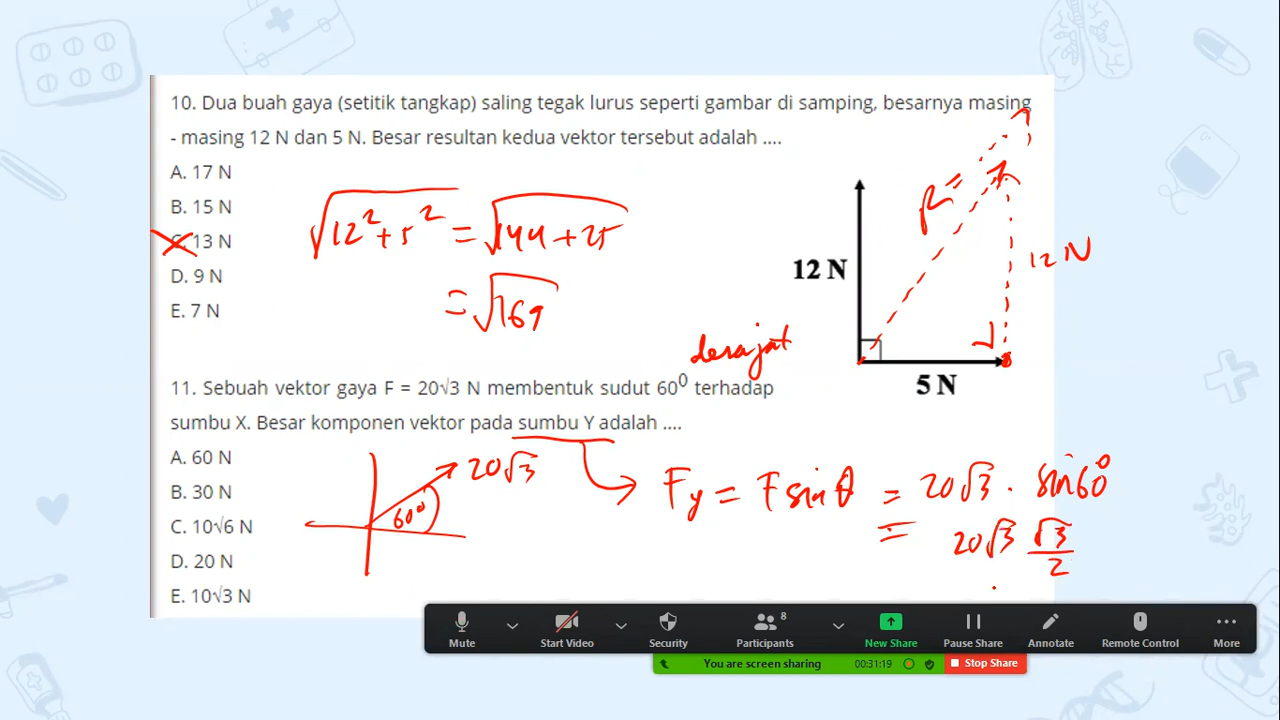 10. Dua buah gaya (setitik tangkap) saling tegak lurus seperti gambar di samping, besarnya masing
- masing 12 N dan 5 N. Besar resultan kedua vektor tersebut adalah ....
A. 17 N
B. 15 N
C. 13 N
D. 9 N
E. 7 N
√12² + 5² = √144 + 25
= √169
12 N
5 N
R =
12 N
derajat
11. Sebuah vektor gaya F = 20√3 N membentuk sudut 60⁰ terhadap
sumbu X. Besar komponen vektor pada sumbu Y adalah ....
A. 60 N
B. 30 N
C. 10√6 N
D. 20 N
E. 10√3 N
20√3
60°
Fy = F sin θ = 20√3 . sin 60°
= 20√3 √3/2
Mute
Start Video
Security
8
Participants
New Share
Pause Share
Annotate
Remote Control
More
You are screen sharing
00:31:19
Stop Share